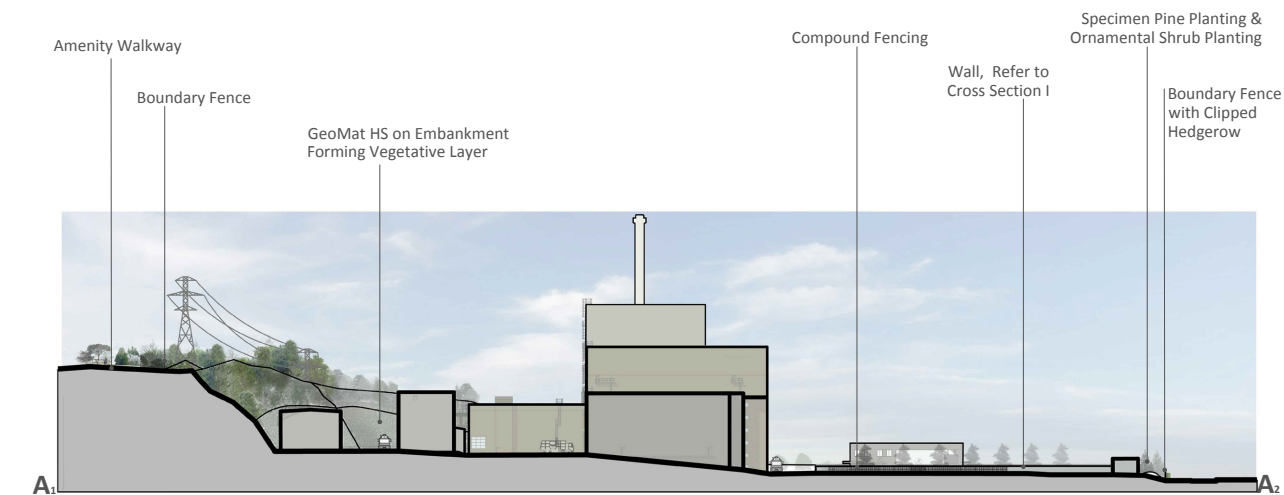 Amenity Walkway
Boundary Fence
GeoMat HS on Embankment
Forming Vegetative Layer
Compound Fencing
Wall, Refer to
Cross Section I
Specimen Pine Planting &
Ornamental Shrub Planting
Boundary Fence
with Clipped
Hedgerow
A1
A2